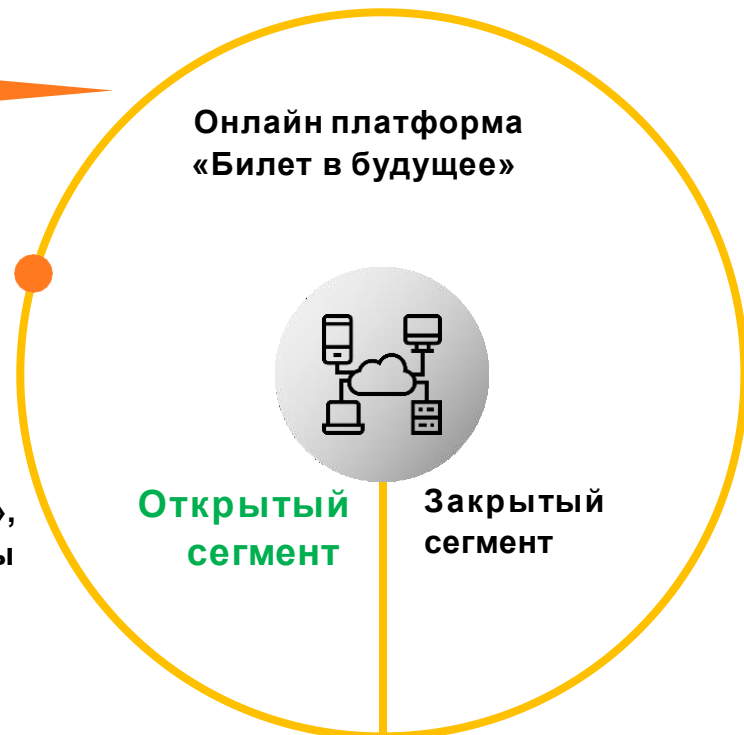 Онлайн платформа
«Билет в будущее»
Открытый
сегмент
Закрытый
сегмент
»,
ы